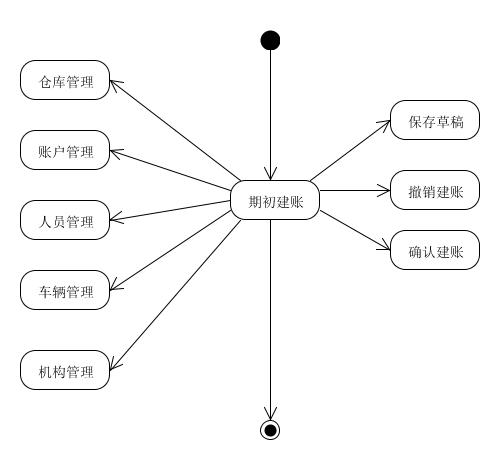 仓库管理
账户管理
人员管理
车辆管理
机构管理
期初建账
保存草稿
撤销建账
确认建账